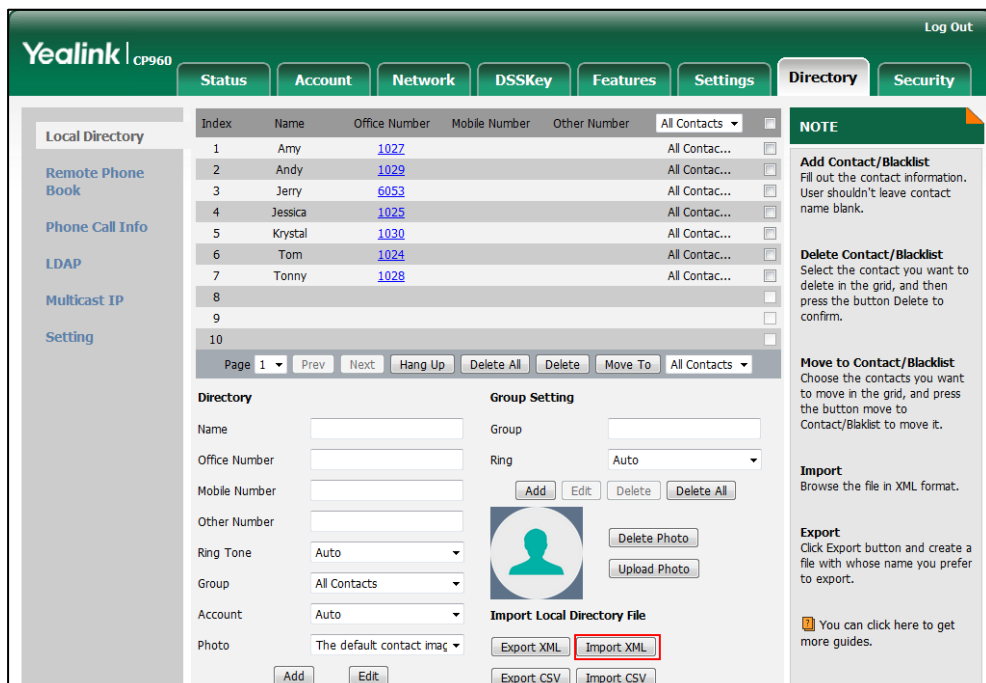 Log Out
Yealink CP960
Status Account Network DSSKey Features Settings Directory Security
Local Directory
Remote Phone
Book
Phone Call Info
LDAP
Multicast IP
Setting
Index Name Office Number Mobile Number Other Number All Contacts
1 Amy 1027 All Contac...
2 Andy 1029 All Contac...
3 Jerry 6053 All Contac...
4 Jessica 1025 All Contac...
5 Krystal 1030 All Contac...
6 Tom 1024 All Contac...
7 Tonny 1028 All Contac...
8
9
10
Page 1 Prev Next Hang Up Delete All Delete Move To All Contacts
Directory
Name
Office Number
Mobile Number
Other Number
Ring Tone Auto
Group All Contacts
Account Auto
Photo The default contact imag
Add Edit
Group Setting
Group
Ring Auto
Add Edit Delete Delete All
Delete Photo
Upload Photo
Import Local Directory File
Export XML Import XML
Export CSV Import CSV
NOTE
Add Contact/Blacklist
Fill out the contact information.
User shouldn't leave contact
name blank.
Delete Contact/Blacklist
Select the contact you want to
delete in the grid, and then
press the button Delete to
confirm.
Move to Contact/Blacklist
Choose the contacts you want
to move in the grid, and press
the button move to
Contact/Blaklist to move it.
Import
Browse the file in XML format.
Export
Click Export button and create a
file with whose name you prefer
to export.
You can click here to get
more guides.